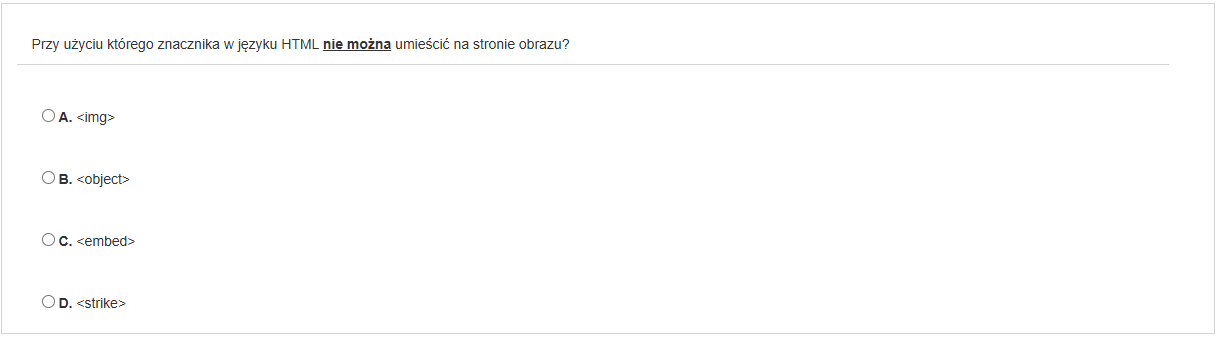 Przy użyciu którego znacznika w języku HTML nie można umieścić na stronie obrazu?
A. <img>
B. <object>
C. <embed>
D. <strike>